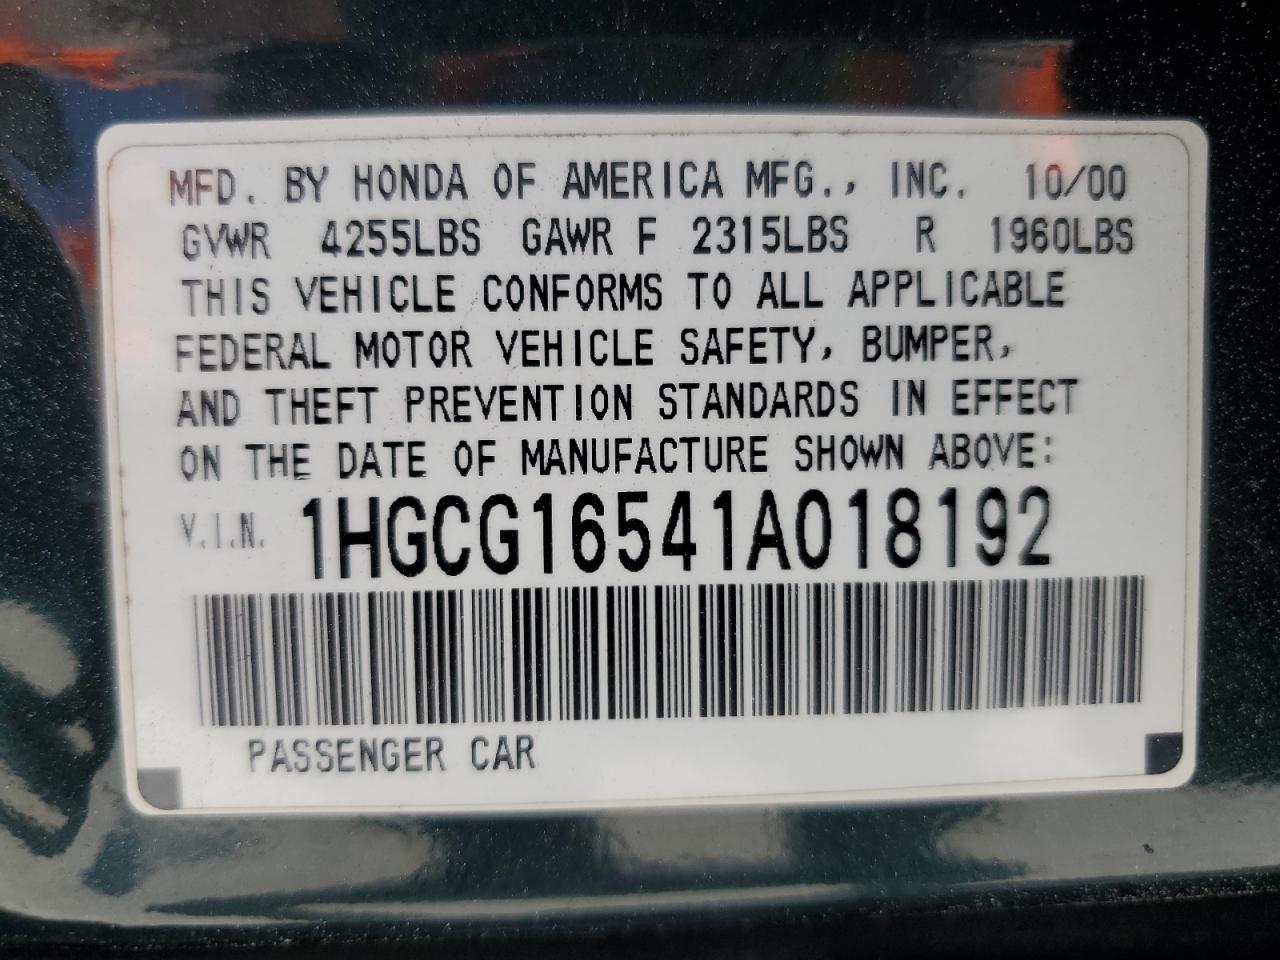 MFD. BY HONDA OF AMERICA MFG., INC. 10/00
GVWR 4255LBS GAWR F 2315LBS R 1960LBS
THIS VEHICLE CONFORMS TO ALL APPLICABLE
FEDERAL MOTOR VEHICLE SAFETY, BUMPER,
AND THEFT PREVENTION STANDARDS IN EFFECT
ON THE DATE OF MANUFACTURE SHOWN ABOVE:
V.I.N. 1HGCG16541A018192
PASSENGER CAR